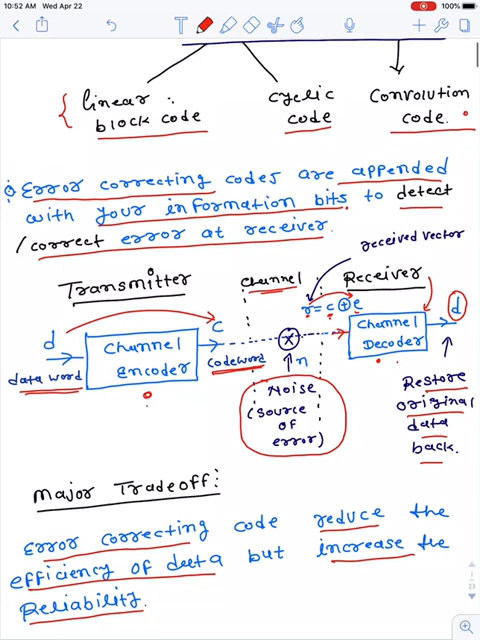 10:52 AM Wed Apr 22
100%
linear : cyclic Convolution
block code code code.
Error correcting codes are appended
with your information bits to detect
/correct error at receiver.
received vector
Transmitter Channel Receiver
r = c ⊕ e
d Channel Encoder c
data word codeword
n
Noise
(source
of
error)
Channel Decoder d
Restore
original
data
back.
Major Tradeoff:
Error correcting code reduce the
efficiency of data but increase the
Reliability.
1
23